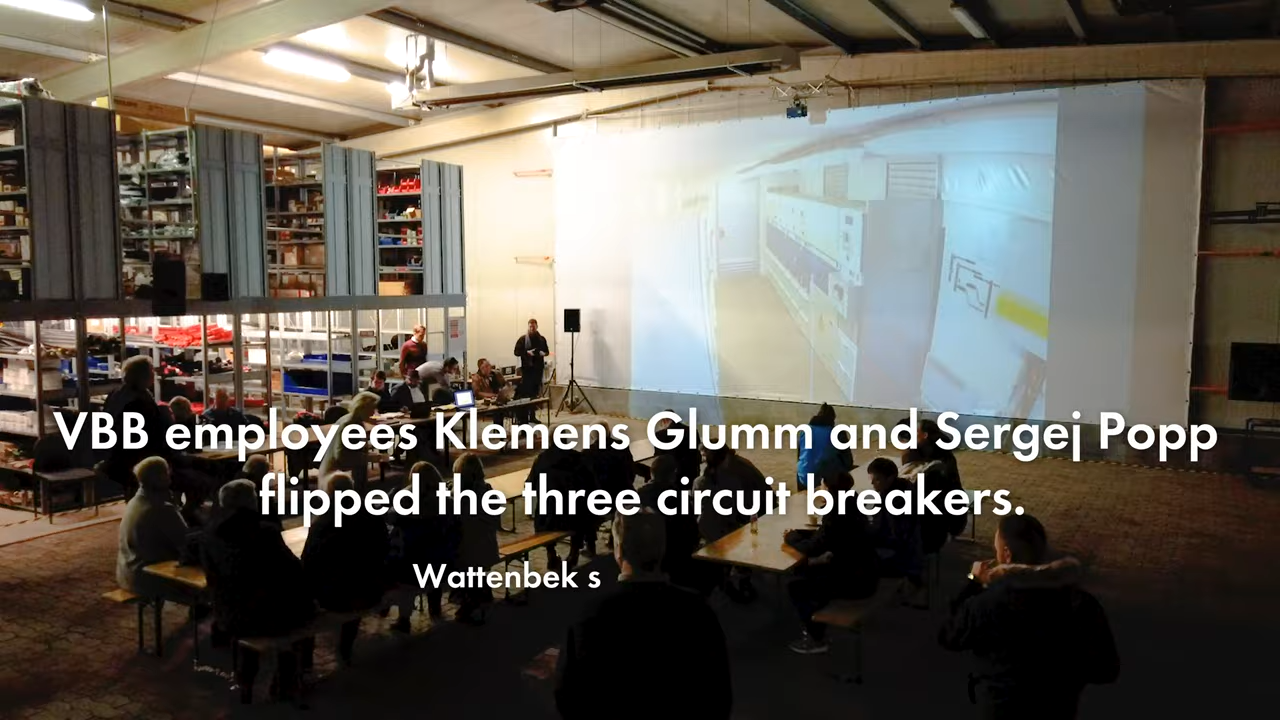 VBB employees Klemens Glumm and Sergej Popp
flipped the three circuit breakers.
Wattenbek s